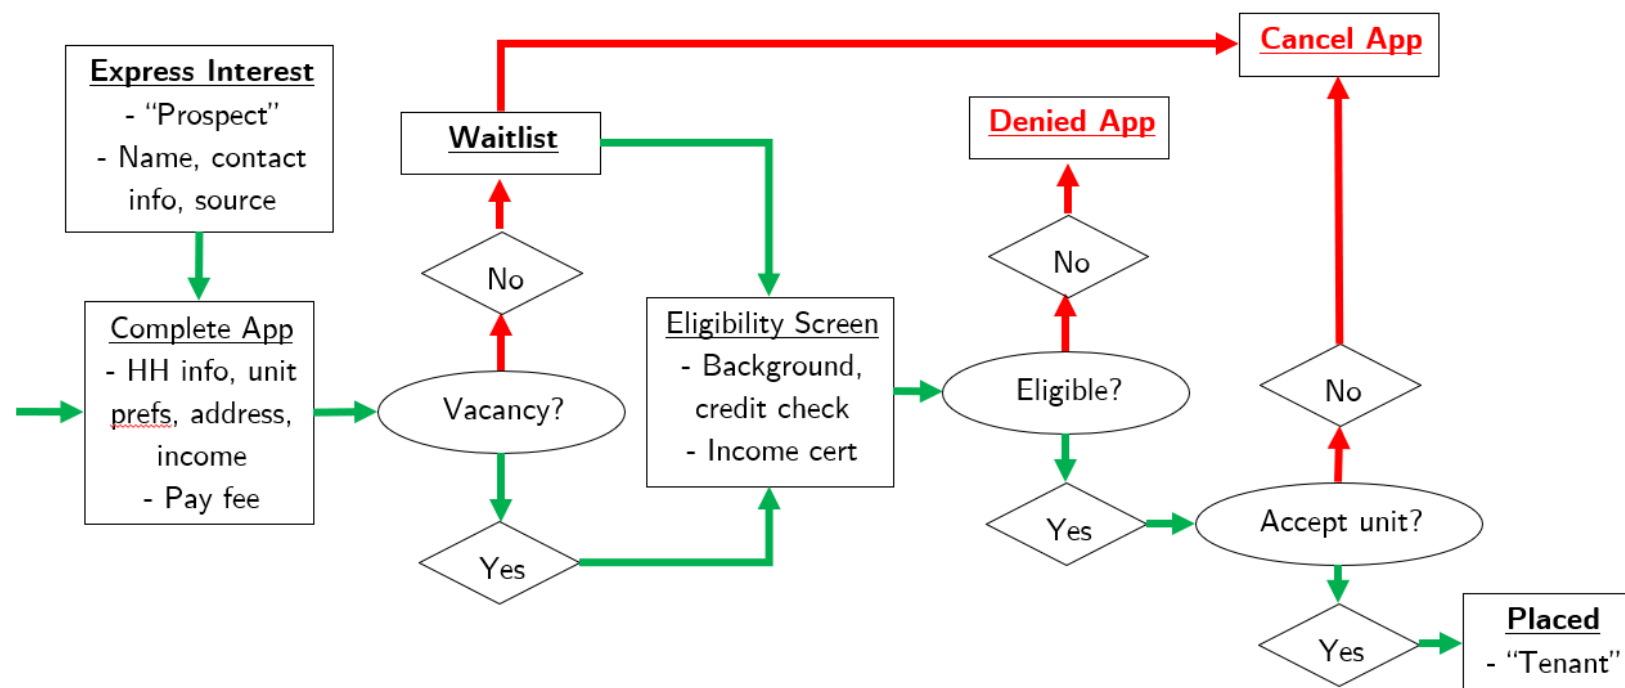 Express Interest
- “Prospect”
- Name, contact
info, source
Complete App
- HH info, unit
prefs, address,
income
- Pay fee
Waitlist
No
Vacancy?
Yes
Eligibility Screen
- Background,
credit check
- Income cert
Denied App
No
Eligible?
Yes
Cancel App
No
Accept unit?
Yes
Placed
- “Tenant”